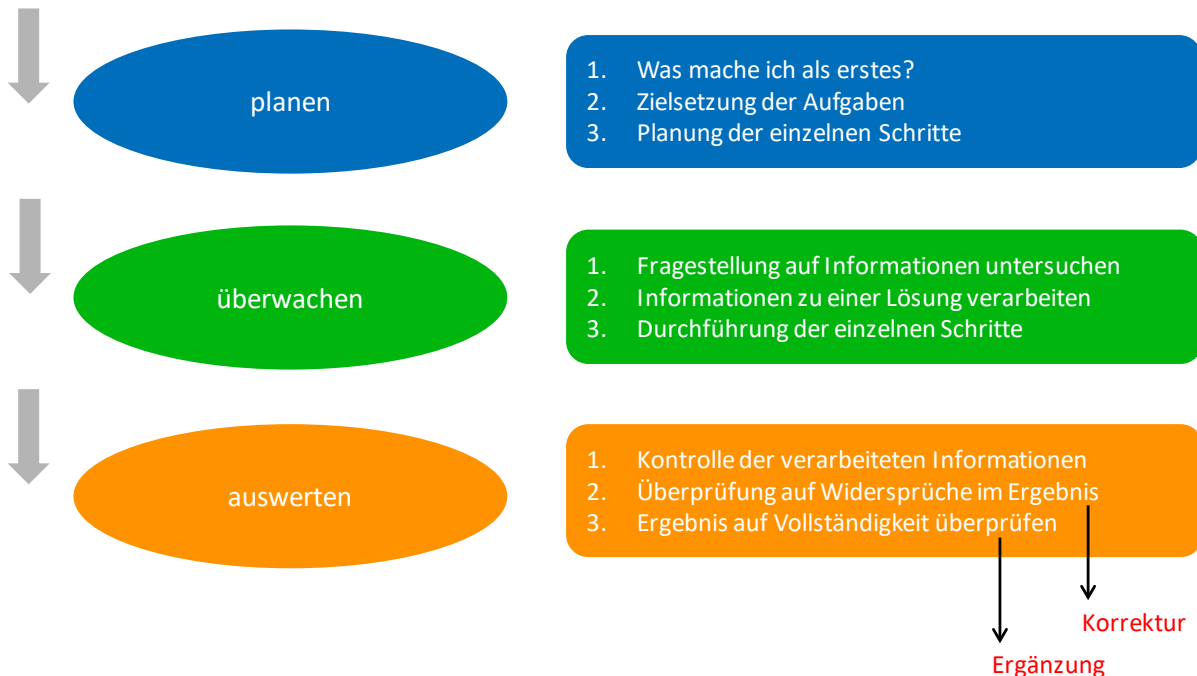 planen
1. Was mache ich als erstes?
2. Zielsetzung der Aufgaben
3. Planung der einzelnen Schritte
überwachen
1. Fragestellung auf Informationen untersuchen
2. Informationen zu einer Lösung verarbeiten
3. Durchführung der einzelnen Schritte
auswerten
1. Kontrolle der verarbeiteten Informationen
2. Überprüfung auf Widersprüche im Ergebnis
3. Ergebnis auf Vollständigkeit überprüfen
Korrektur
Ergänzung